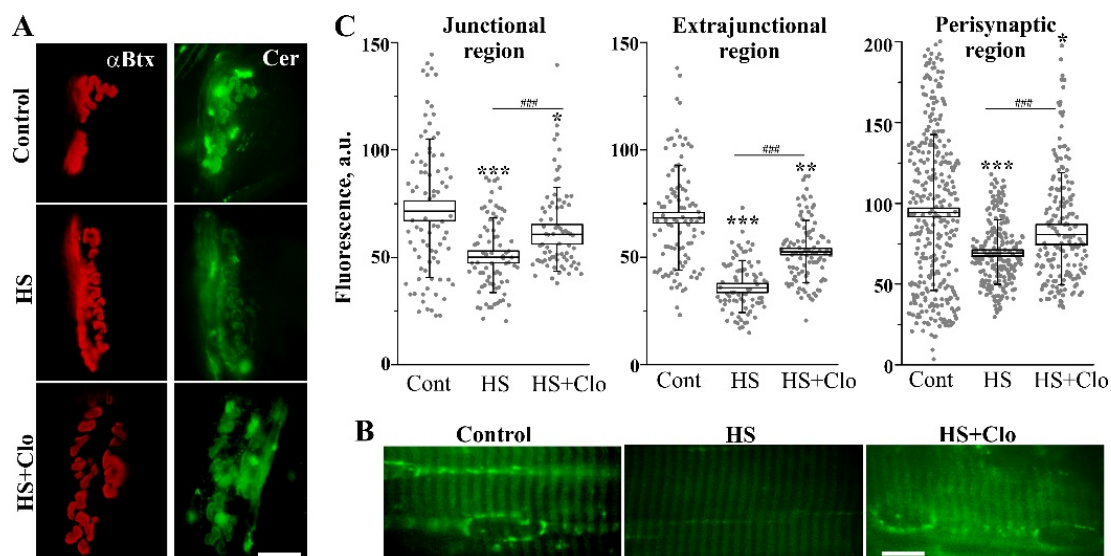 A
αBtx
Cer
Control
HS
HS+Clo
C
Junctional
region
Extrajunctional
region
Perisynaptic
region
Fluorescence, a.u.
150
100
50
0
***
###
*
Cont HS HS+Clo
150
100
50
0
***
###
**
Cont HS HS+Clo
200
150
100
50
0
***
###
*
Cont HS HS+Clo
B
Control HS HS+Clo